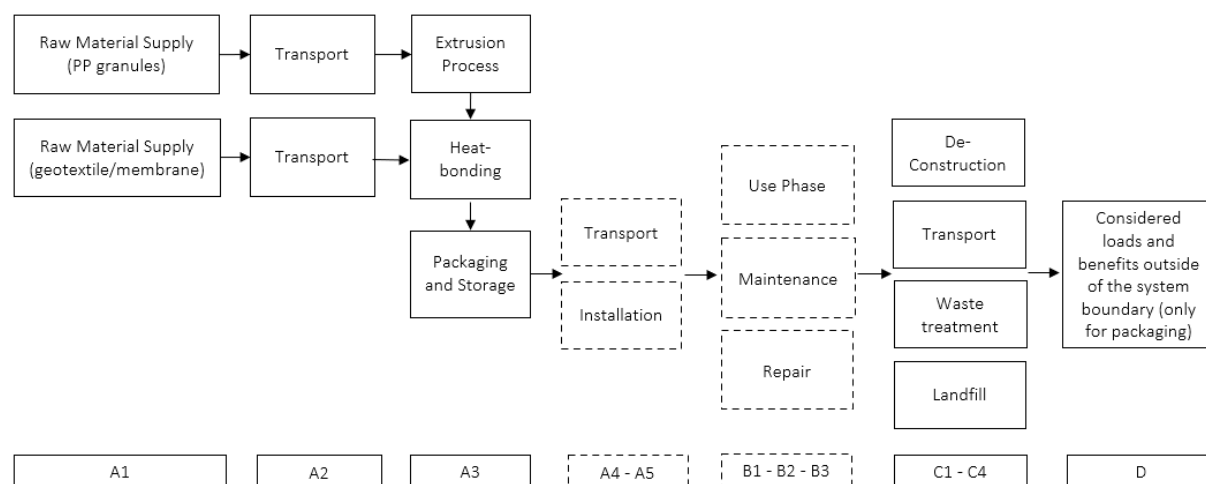 Raw Material Supply
(PP granules)
Transport
Extrusion
Process
Raw Material Supply
(geotextile/membrane)
Transport
Heat-
bonding
Packaging
and Storage
Transport
Installation
Use Phase
Maintenance
Repair
De-
Construction
Transport
Waste
treatment
Landfill
Considered
loads and
benefits outside
of the system
boundary (only
for packaging)
A1
A2
A3
A4 - A5
B1 - B2 - B3
C1 - C4
D